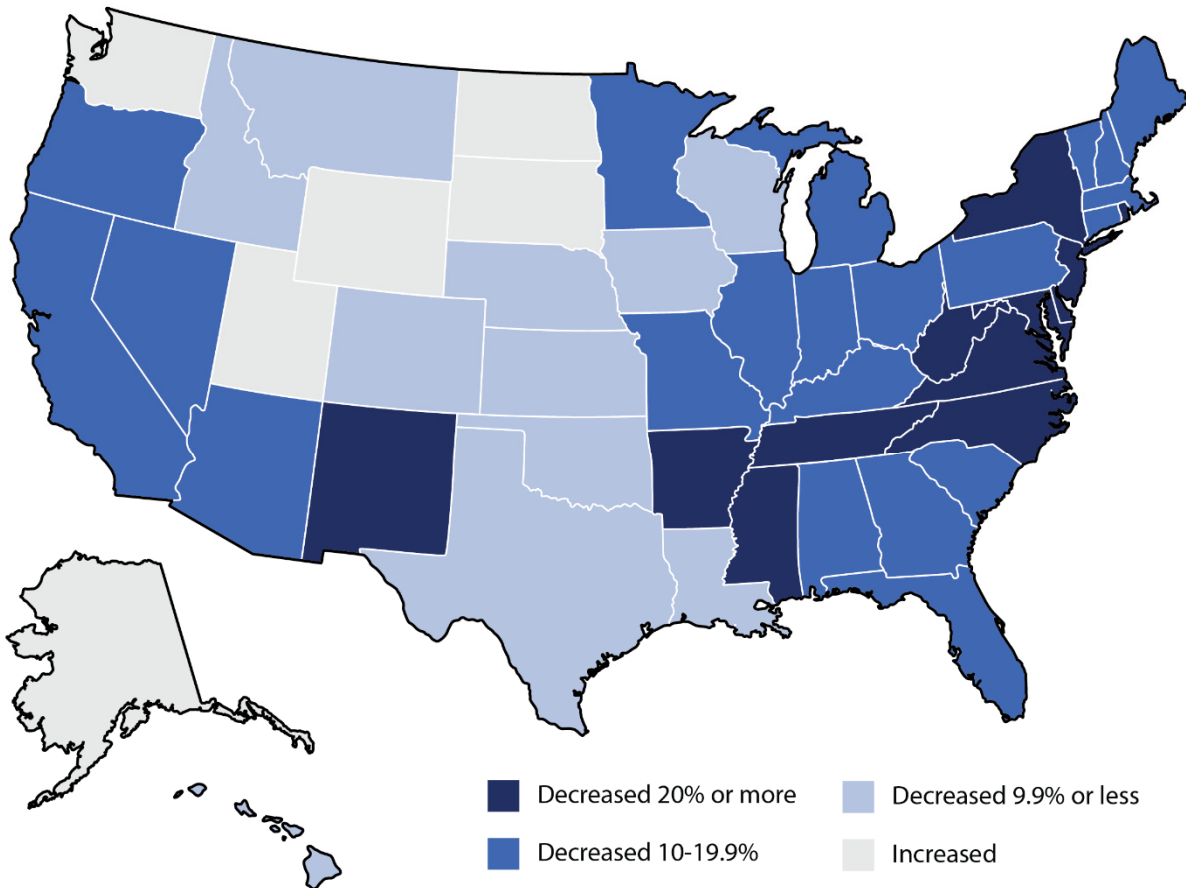 Decreased 20% or more
Decreased 9.9% or less
Decreased 10-19.9%
Increased